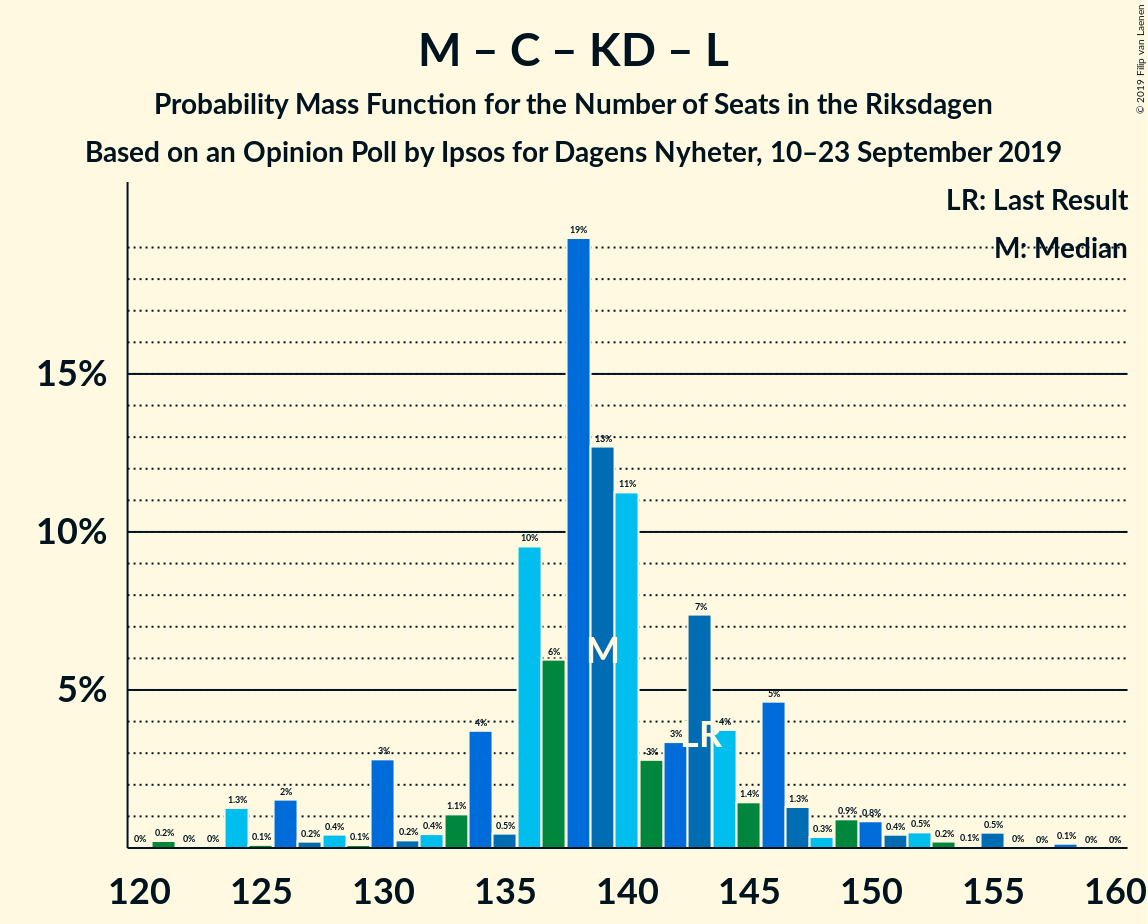 M – C – KD – L
Probability Mass Function for the Number of Seats in the Riksdagen
Based on an Opinion Poll by Ipsos for Dagens Nyheter, 10–23 September 2019
© 2019 Filip van Laenen
LR: Last Result
M: Median
15%
10%
5%
0% 0.2% 0% 0% 1.3% 0.1% 2% 0.2% 0.4% 0.1% 3% 0.2% 0.4% 1.1% 4% 0.5% 10% 6% 19% 13% 11% 3% 3% 7% 4% 1.4% 5% 1.3% 0.3% 0.9% 0.8% 0.4% 0.5% 0.2% 0.1% 0.5% 0% 0% 0.1% 0% 0%
M
LR
120 125 130 135 140 145 150 155 160